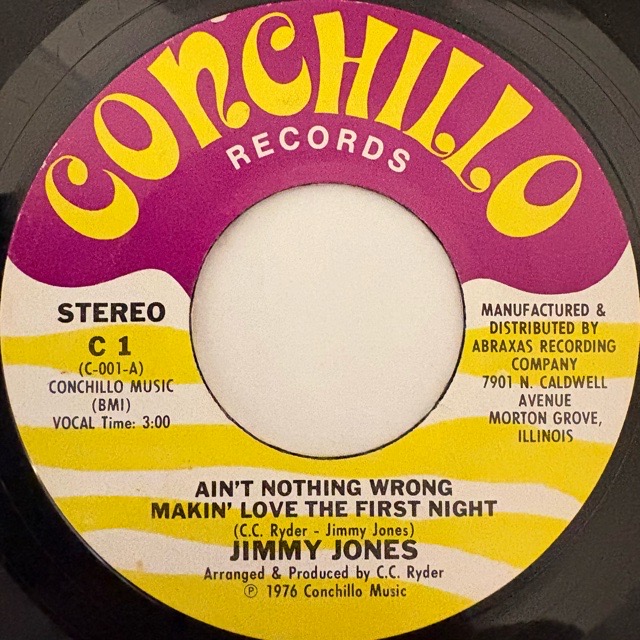 CONCHILLO
RECORDS
STEREO
C 1
(C-001-A)
CONCHILLO MUSIC
(BMI)
VOCAL Time: 3:00
MANUFACTURED &
DISTRIBUTED BY
ABRAXAS RECORDING
COMPANY
7901 N. CALDWELL
AVENUE
MORTON GROVE,
ILLINOIS
AIN'T NOTHING WRONG
MAKIN' LOVE THE FIRST NIGHT
(C.C. Ryder - Jimmy Jones)
JIMMY JONES
Arranged & Produced by C.C. Ryder
℗ 1976 Conchillo Music